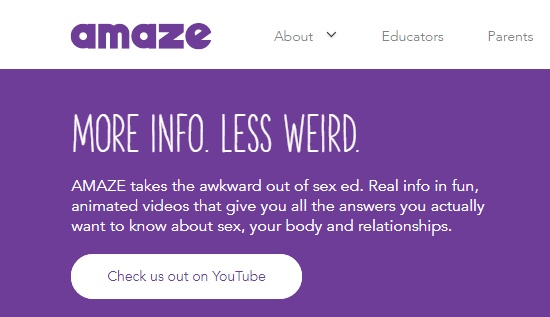 amaze
About Educators Parents
MORE INFO. LESS WEIRD.
AMAZE takes the awkward out of sex ed. Real info in fun,
animated videos that give you all the answers you actually
want to know about sex, your body and relationships.
Check us out on YouTube